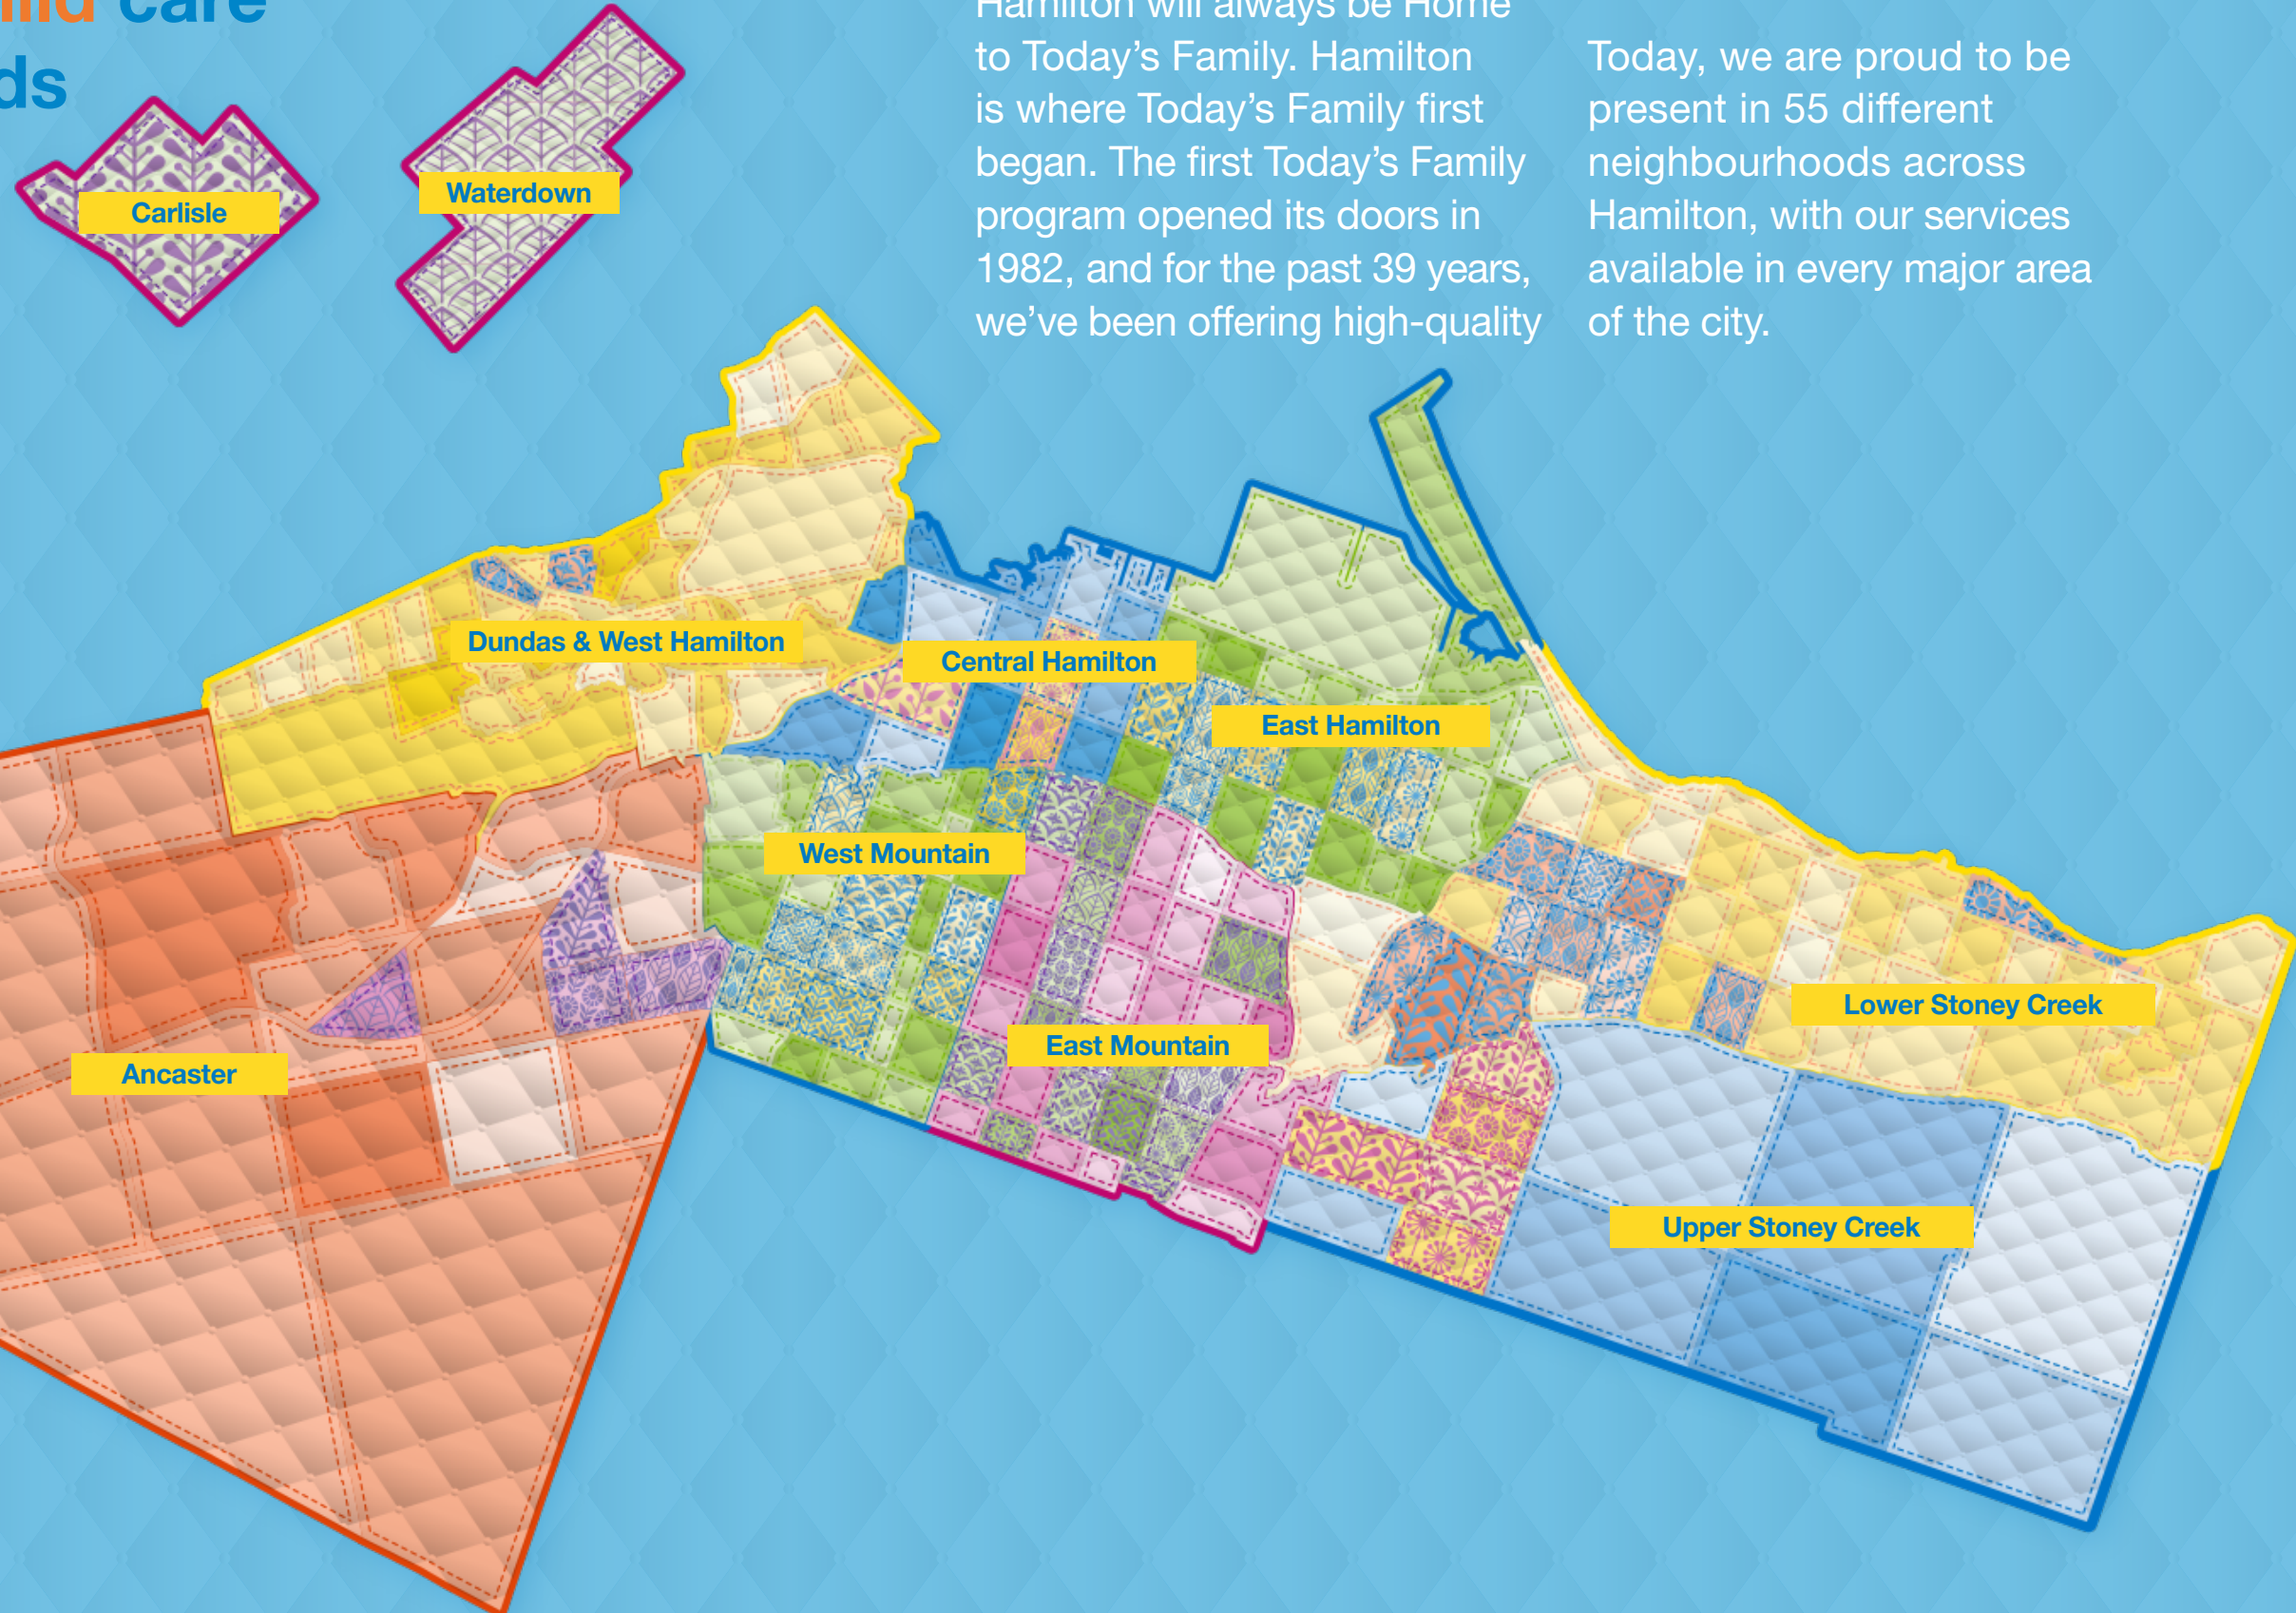 care
ds
Hamilton will always be Home
to Today's Family. Hamilton
is where Today's Family first
began. The first Today's Family
program opened its doors in
1982, and for the past 39 years,
we've been offering high-quality
Today, we are proud to be
present in 55 different
neighbourhoods across
Hamilton, with our services
available in every major area
of the city.
Carlisle
Waterdown
Dundas & West Hamilton
Central Hamilton
East Hamilton
West Mountain
Lower Stoney Creek
East Mountain
Ancaster
Upper Stoney Creek